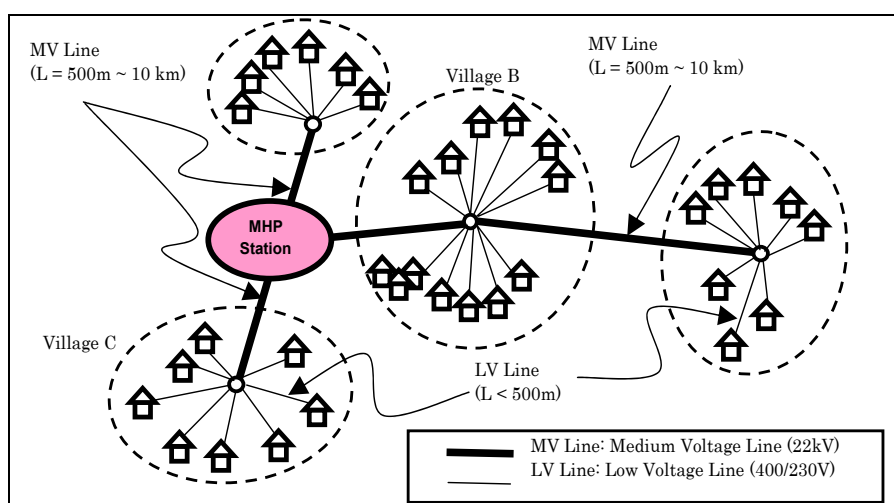 MV Line
(L = 500m ~ 10 km)
MV Line
(L = 500m ~ 10 km)
Village B
MHP
Station
Village C
LV Line
(L < 500m)
MV Line: Medium Voltage Line (22kV)
LV Line: Low Voltage Line (400/230V)